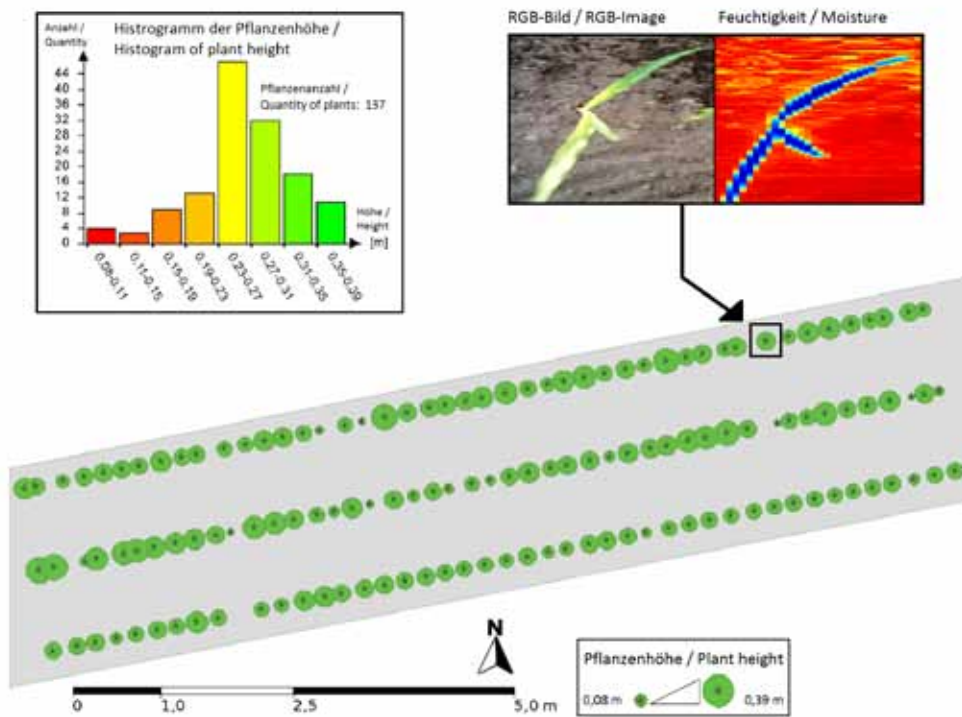 Anzahl /
Quantity
Histrogramm der Pflanzenhöhe /
Histogram of plant height
Pflanzenanzahl /
Quantity of plants: 137
44
40
36
32
28
24
20
16
12
8
4
0
Höhe /
Height
[m]
0,08-0,11
0,11-0,15
0,15-0,19
0,19-0,23
0,23-0,27
0,27-0,31
0,31-0,35
0,35-0,39
RGB-Bild / RGB-Image
Feuchtigkeit / Moisture
N
0
1,0
2,5
5,0 m
Pflanzenhöhe / Plant height
0,08 m
0,39 m